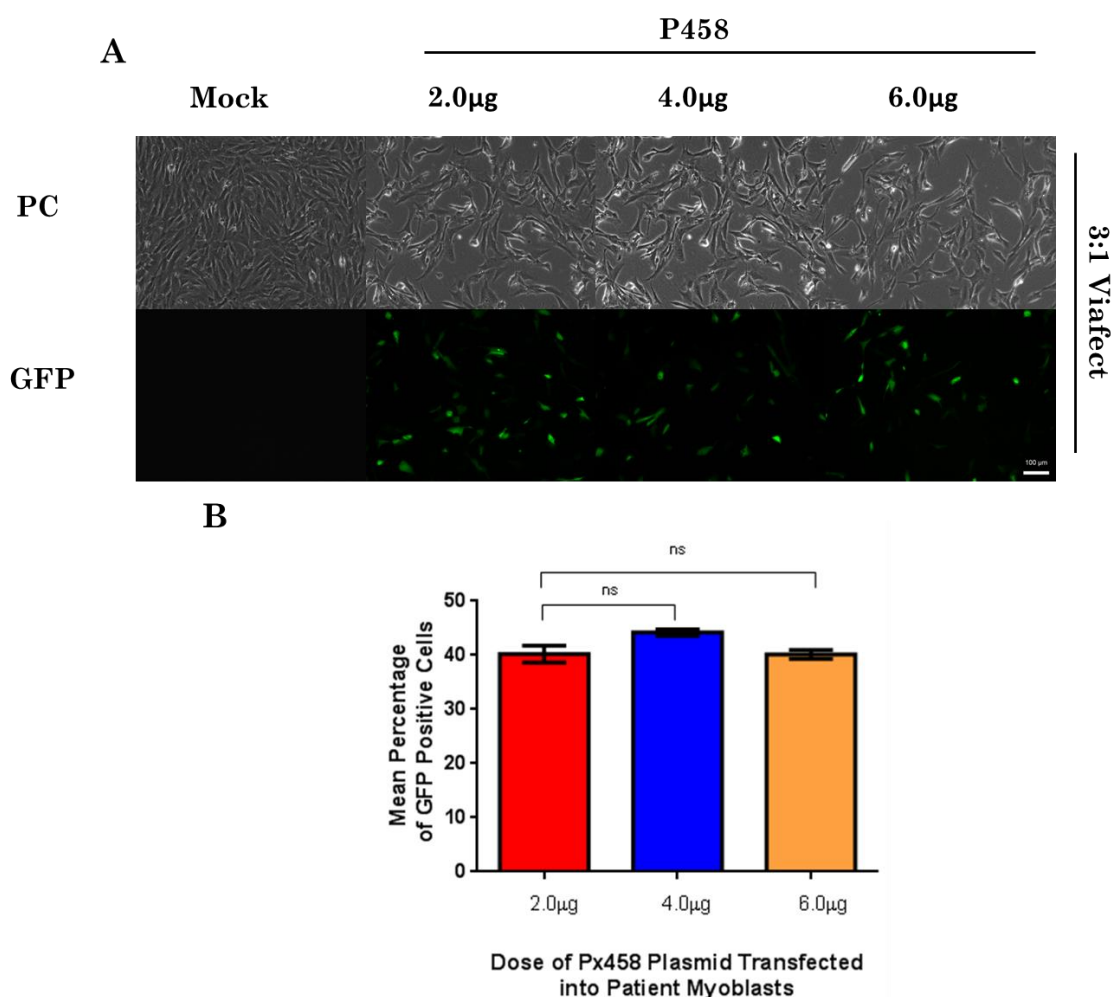 A
P458
Mock
2.0µg
4.0µg
6.0µg
PC
GFP
3:1 Viafect
100 µm
B
ns
ns
50
40
30
20
10
0
Mean Percentage
of GFP Positive Cells
2.0µg
4.0µg
6.0µg
Dose of Px458 Plasmid Transfected
into Patient Myoblasts